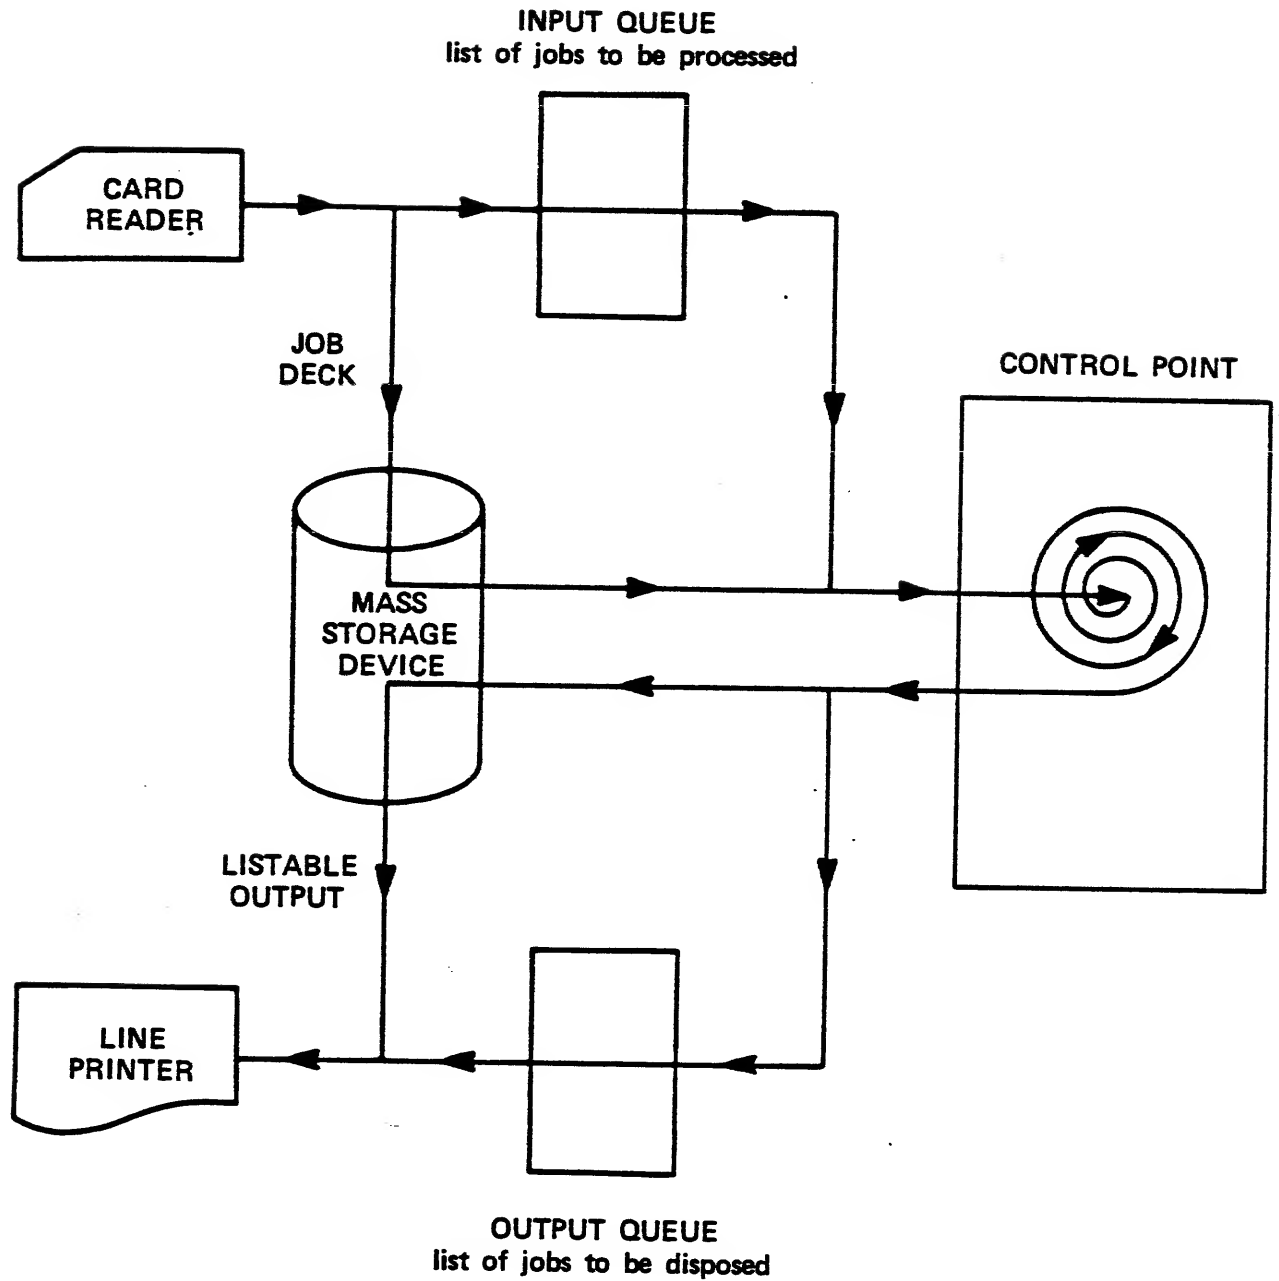 INPUT QUEUE
list of jobs to be processed
CARD
READER
JOB
DECK
CONTROL POINT
MASS
STORAGE
DEVICE
LISTABLE
OUTPUT
LINE
PRINTER
OUTPUT QUEUE
list of jobs to be disposed